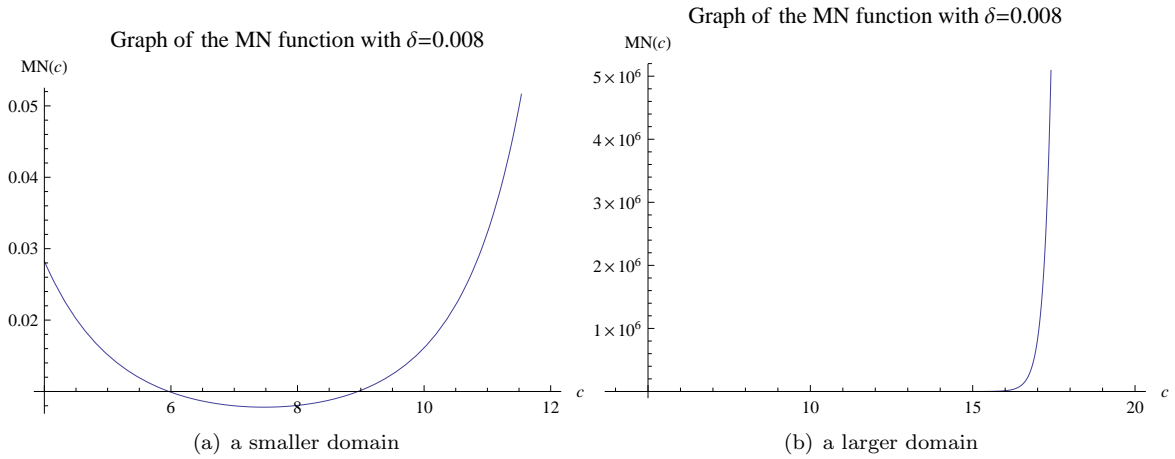 Graph of the MN function with δ=0.008
MN(c)
0.05
0.04
0.03
0.02
6
8
10
12
c
(a) a smaller domain
Graph of the MN function with δ=0.008
MN(c)
5 × 10⁶
4 × 10⁶
3 × 10⁶
2 × 10⁶
1 × 10⁶
10
15
20
c
(b) a larger domain